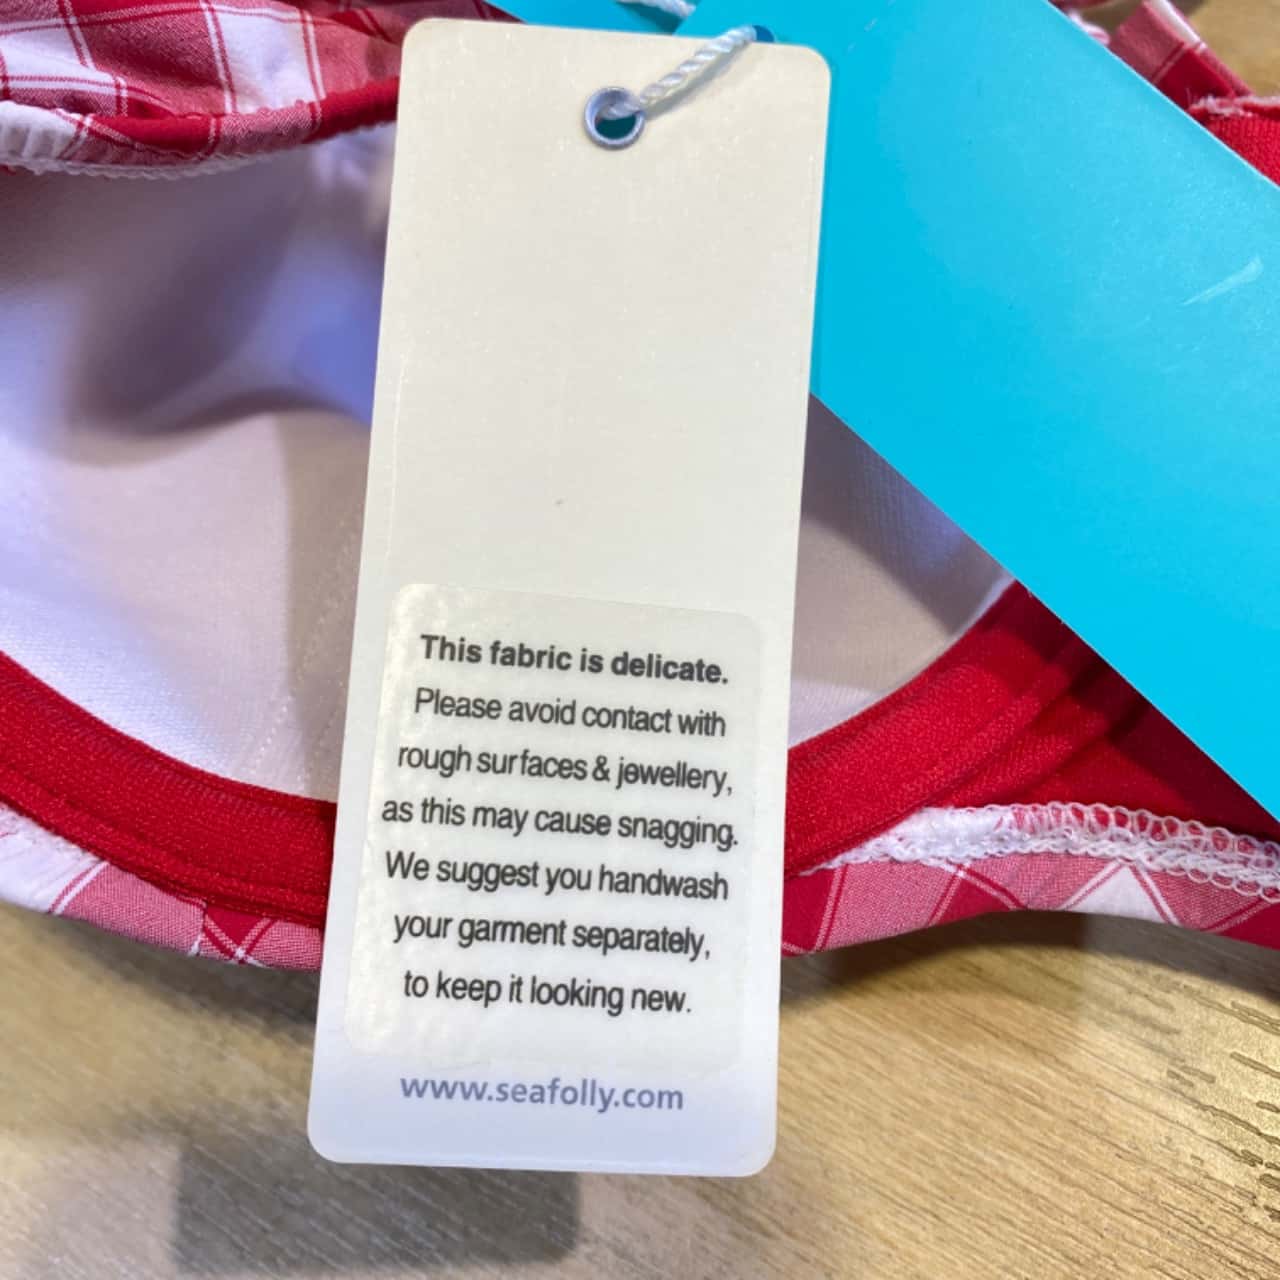 This fabric is delicate.
Please avoid contact with
rough surfaces & jewellery,
as this may cause snagging.
We suggest you handwash
your garment separately,
to keep it looking new.
www.seafolly.com